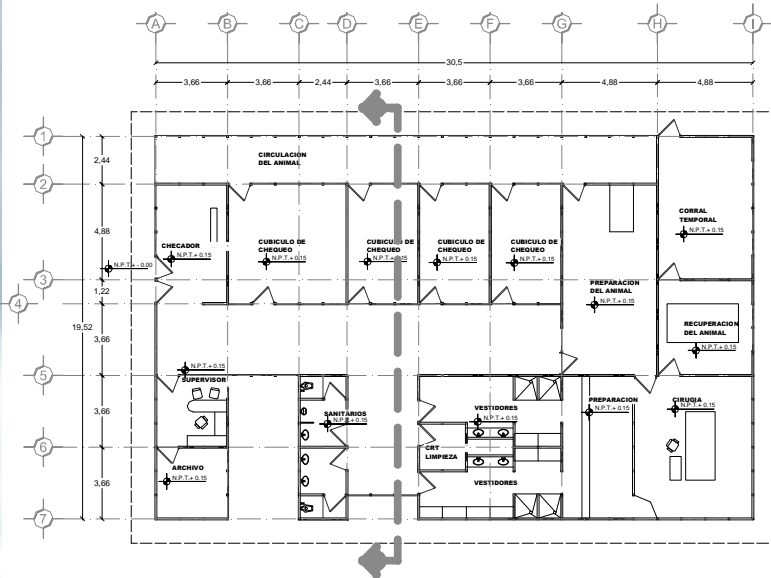 A B C D E F G H I
30,5
3,66 3,66 2,44 3,66 3,66 3,66 4,88 4,88
1
2,44
CIRCULACION
DEL ANIMAL
2
4,88
CORRAL
TEMPORAL
N.P.T.+ 0.15
CHECADOR
N.P.T.+ 0.15
CUBICULO DE
CHEQUEO
N.P.T.+ 0.15
CUBICULO DE
CHEQUEO
N.P.T.+ 0.15
CUBICULO DE
CHEQUEO
N.P.T.+ 0.15
CUBICULO DE
CHEQUEO
N.P.T.+ 0.15
N.P.T.+ - 0.00
3
PREPARACION
DEL ANIMAL
N.P.T.+ 0.15
1,22
4
19,52
3,66
RECUPERACION
DEL ANIMAL
N.P.T.+ 0.15
N.P.T.+ 0.15
5
SUPERVISOR
3,66
SANITARIOS
N.P.T.+ 0.15
VESTIDORES
N.P.T.+ 0.15
PREPARACION
N.P.T.+ 0.15
CIRUGIA
N.P.T.+ 0.15
6
CRT
LIMPIEZA
ARCHIVO
N.P.T.+ 0.15
3,66
VESTIDORES
7